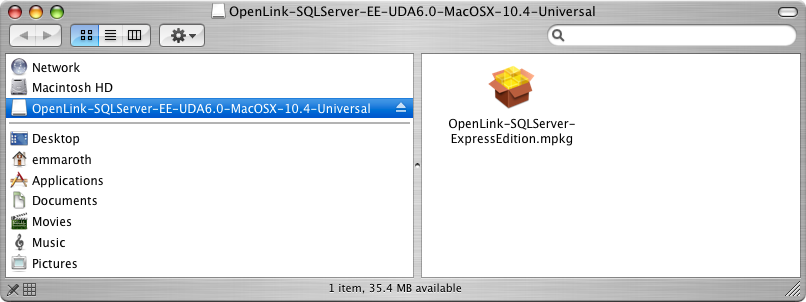 OpenLink-SQLServer-EE-UDA6.0-MacOSX-10.4-Universal
Network
Macintosh HD
OpenLink-SQLServer-EE-UDA6.0-MacOSX-10.4-Universal
Desktop
emmaroth
Applications
Documents
Movies
Music
Pictures
OpenLink-SQLServer-
ExpressEdition.mpkg
1 item, 35.4 MB available